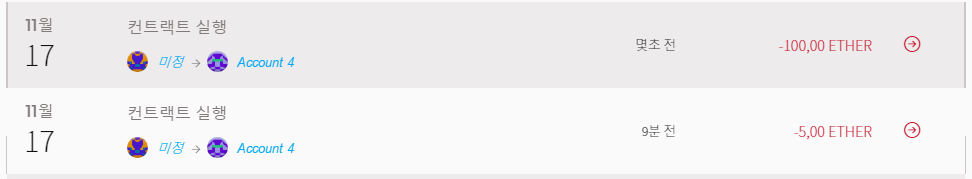 11월
17
컨트랙트 실행
미정 → Account 4
몇초 전
-100,00 ETHER
11월
17
컨트랙트 실행
미정 → Account 4
9분 전
-5,00 ETHER